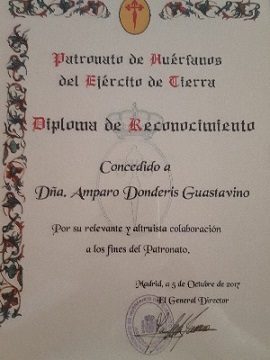 Patronato de Huérfanos
del Ejército de Tierra
Diploma de Reconocimiento
Concedido a
Dña. Amparo Donderis Guastavino
Por su relevante y altruista colaboración
a los fines del Patronato.
Madrid, a 5 de Octubre de 2017
El General Director